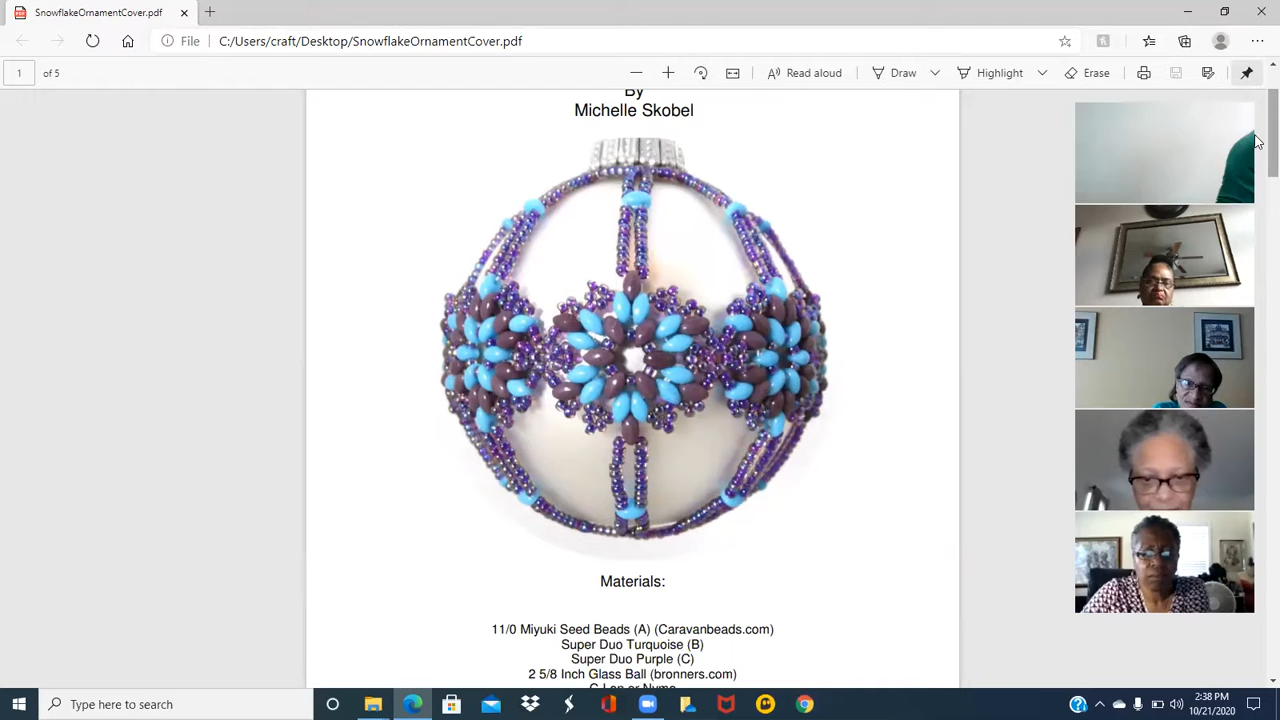 SnowflakeOrnamentCover.pdf
File C:/Users/craft/Desktop/SnowflakeOrnamentCover.pdf
1 of 5 Read aloud Draw Highlight Erase
By
Michelle Skobel
Materials:
11/0 Miyuki Seed Beads (A) (Caravanbeads.com)
Super Duo Turquoise (B)
Super Duo Purple (C)
2 5/8 Inch Glass Ball (bronners.com)
Type here to search
2:38 PM
10/21/2020